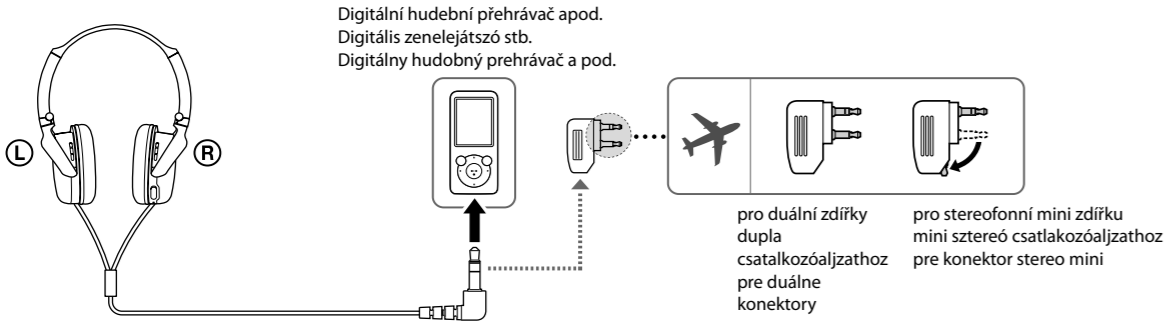 Digitální hudební přehrávač apod.
Digitális zenelejátszó stb.
Digitálny hudobný prehrávač a pod.
L
R
pro duální zdířky
dupla
csatalkozóaljzathoz
pre duálne
konektory
pro stereofonní mini zdířku
mini sztereó csatlakozóaljzathoz
pre konektor stereo mini